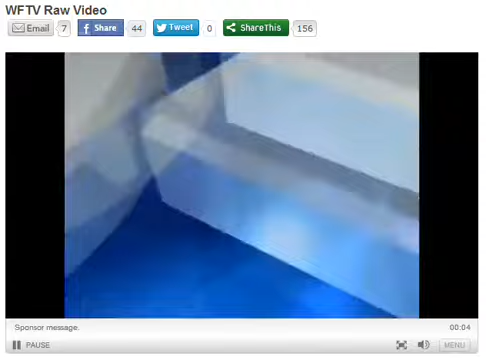 WFTV Raw Video
Email 7 Share 44 Tweet 0 ShareThis 156
Sponsor message. 00:04
PAUSE MENU